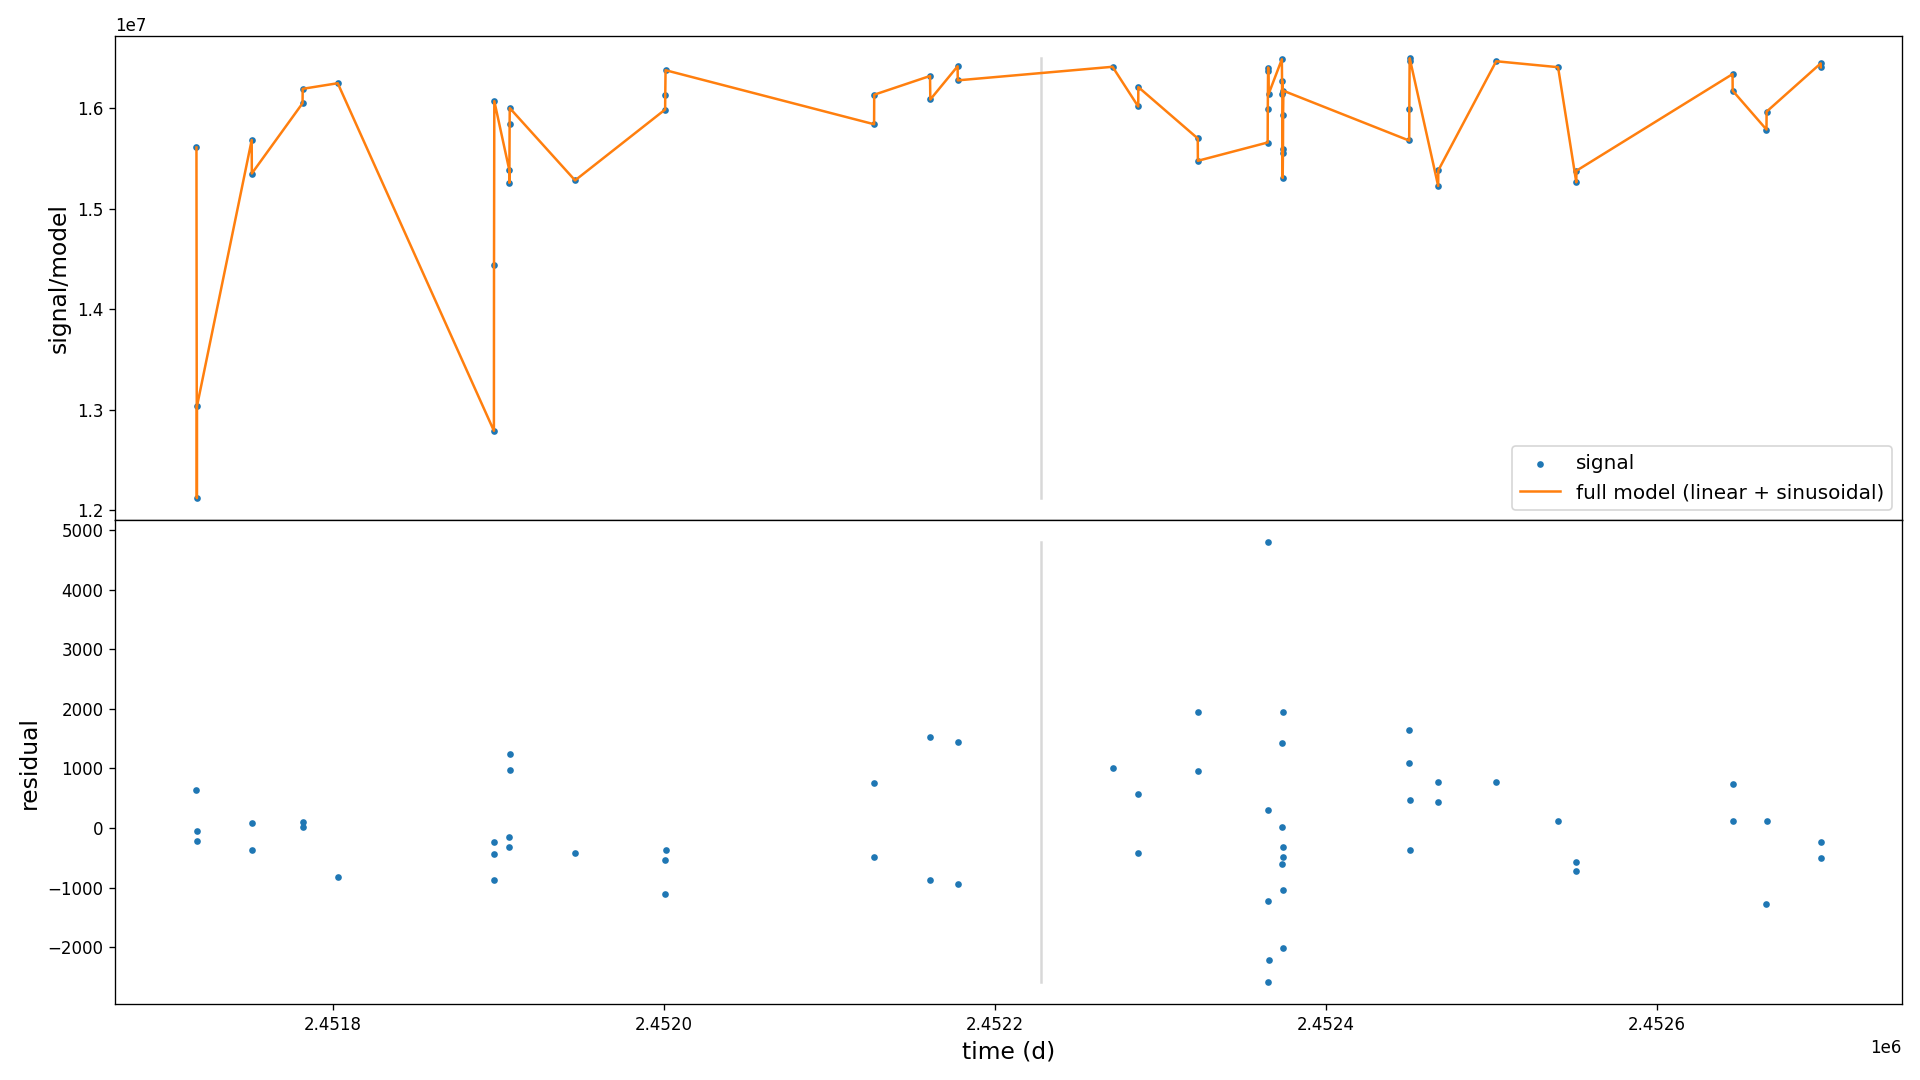 1e7
signal/model
1.6
1.5
1.4
1.3
1.2
signal
full model (linear + sinusoidal)
residual
5000
4000
3000
2000
1000
0
−1000
−2000
2.4518
2.4520
2.4522
2.4524
2.4526
time (d)
1e6